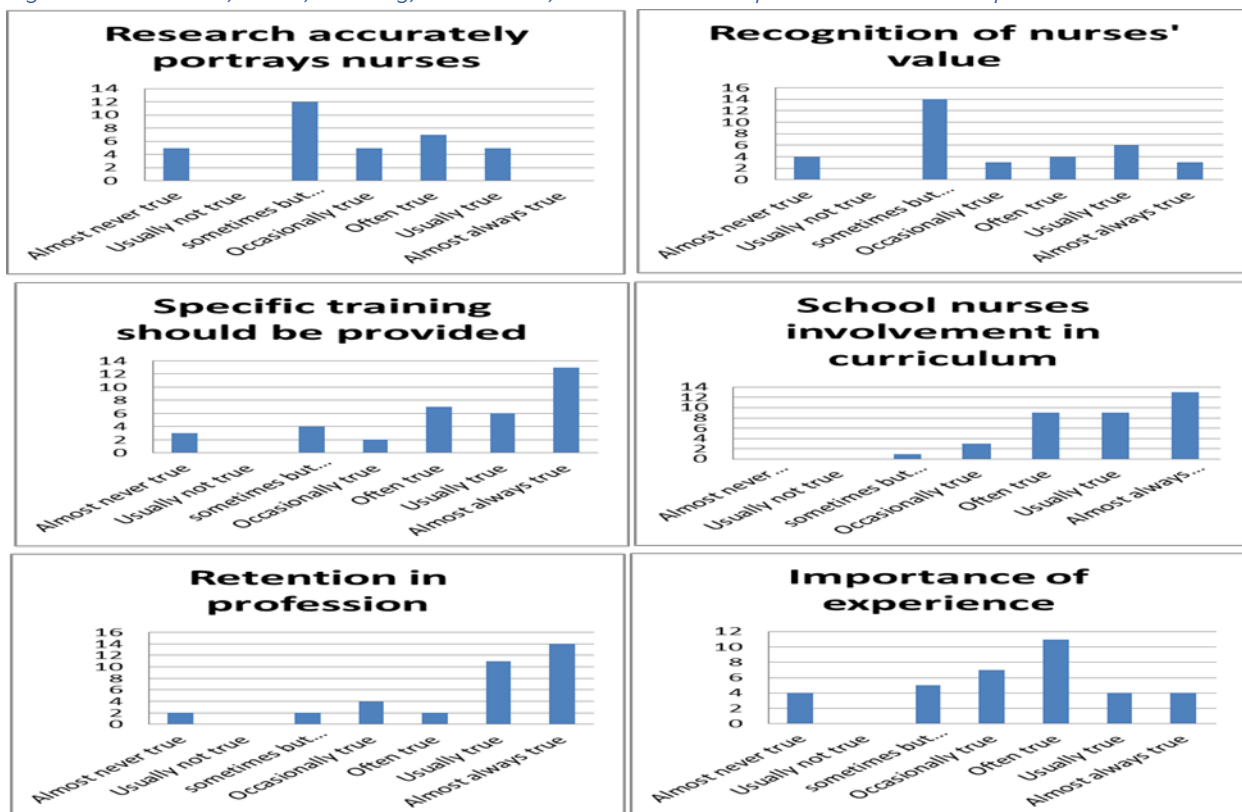 Research accurately
portrays nurses
14
12
10
8
6
4
2
0
Almost never true
Usually not true
sometimes but...
Occasionally true
Often true
Usually true
Almost always true
Recognition of nurses'
value
16
14
12
10
8
6
4
2
0
Almost never true
Usually not true
sometimes but...
Occasionally true
Often true
Usually true
Almost always true
Specific training
should be provided
14
12
10
8
6
4
2
0
Almost never true
Usually not true
sometimes but...
Occasionally true
Often true
Usually true
Almost always true
School nurses
involvement in
curriculum
14
12
10
8
6
4
2
0
Almost never...
Usually not true
sometimes but...
Occasionally true
Often true
Usually true
Almost always...
Retention in
profession
16
14
12
10
8
6
4
2
0
Almost never true
Usually not true
sometimes but...
Occasionally true
Often true
Usually true
Almost always true
Importance of
experience
12
10
8
6
4
2
0
Almost never true
Usually not true
sometimes but...
Occasionally true
Often true
Usually true
Almost always true